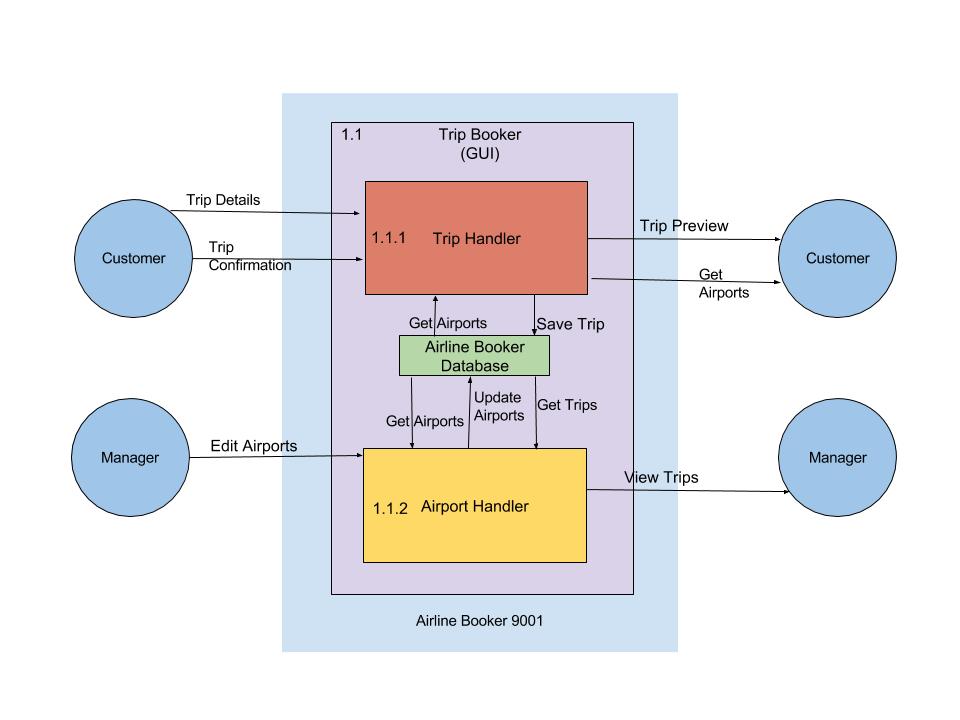 1.1
Trip Booker
(GUI)
Trip Details
Trip
Confirmation
Customer
1.1.1
Trip Handler
Trip Preview
Get
Airports
Customer
Get Airports
Save Trip
Airline Booker
Database
Get Airports
Update
Airports
Get Trips
Manager
Edit Airports
1.1.2
Airport Handler
View Trips
Manager
Airline Booker 9001